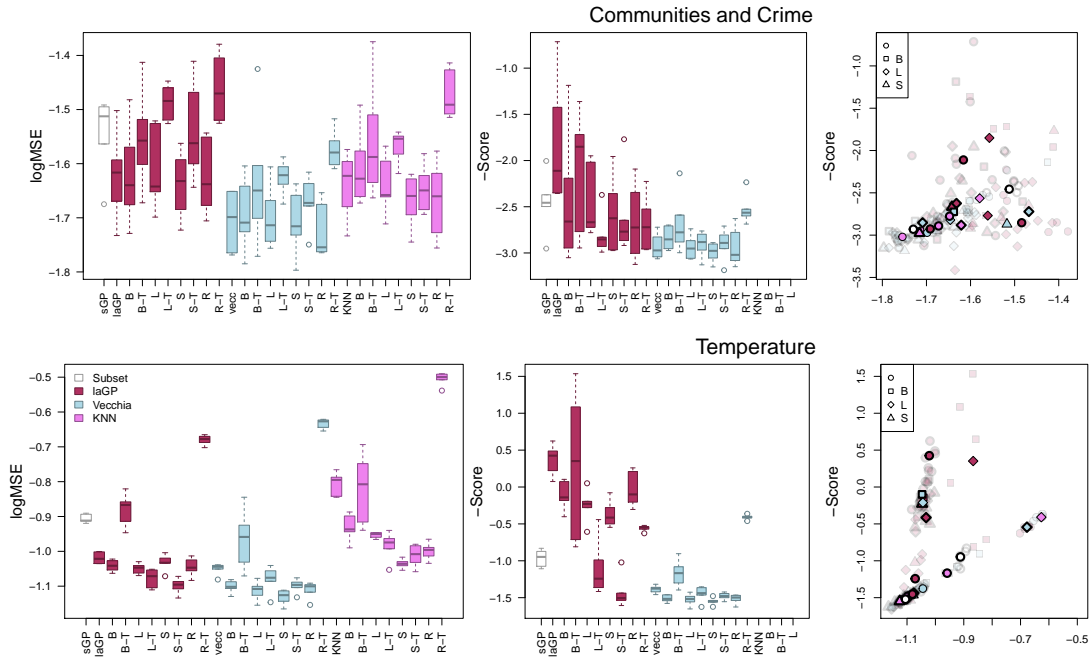 Communities and Crime
logMSE
−1.4
−1.5
−1.6
−1.7
−1.8
sGP
laGP
B
B−T
L
L−T
S
S−T
R
R−T
vecc
B
B−T
L
L−T
S
S−T
R
R−T
KNN
B
B−T
L
L−T
S
S−T
R
R−T
−Score
−1.0
−1.5
−2.0
−2.5
−3.0
sGP
laGP
B
B−T
L
L−T
S
S−T
R
R−T
vecc
B
B−T
L
L−T
S
S−T
R
R−T
KNN
B
B−T
L
B
L
S
−1.0
−1.5
−2.0
−2.5
−3.0
−3.5
−1.8 −1.7 −1.6 −1.5 −1.4
Temperature
logMSE
−0.5
−0.6
−0.7
−0.8
−0.9
−1.0
−1.1
Subset
laGP
Vecchia
KNN
sGP
laGP
B
B−T
L
L−T
S
S−T
R
R−T
vecc
B
B−T
L
L−T
S
S−T
R
R−T
KNN
B
B−T
L
L−T
S
S−T
R
R−T
−Score
1.5
1.0
0.5
0.0
−0.5
−1.0
−1.5
sGP
laGP
B
B−T
L
L−T
S
S−T
R
R−T
vecc
B
B−T
L
L−T
S
S−T
R
R−T
KNN
B
B−T
L
B
L
S
1.5
1.0
0.5
0.0
−0.5
−1.0
−1.5
−1.1 −0.9 −0.7 −0.5